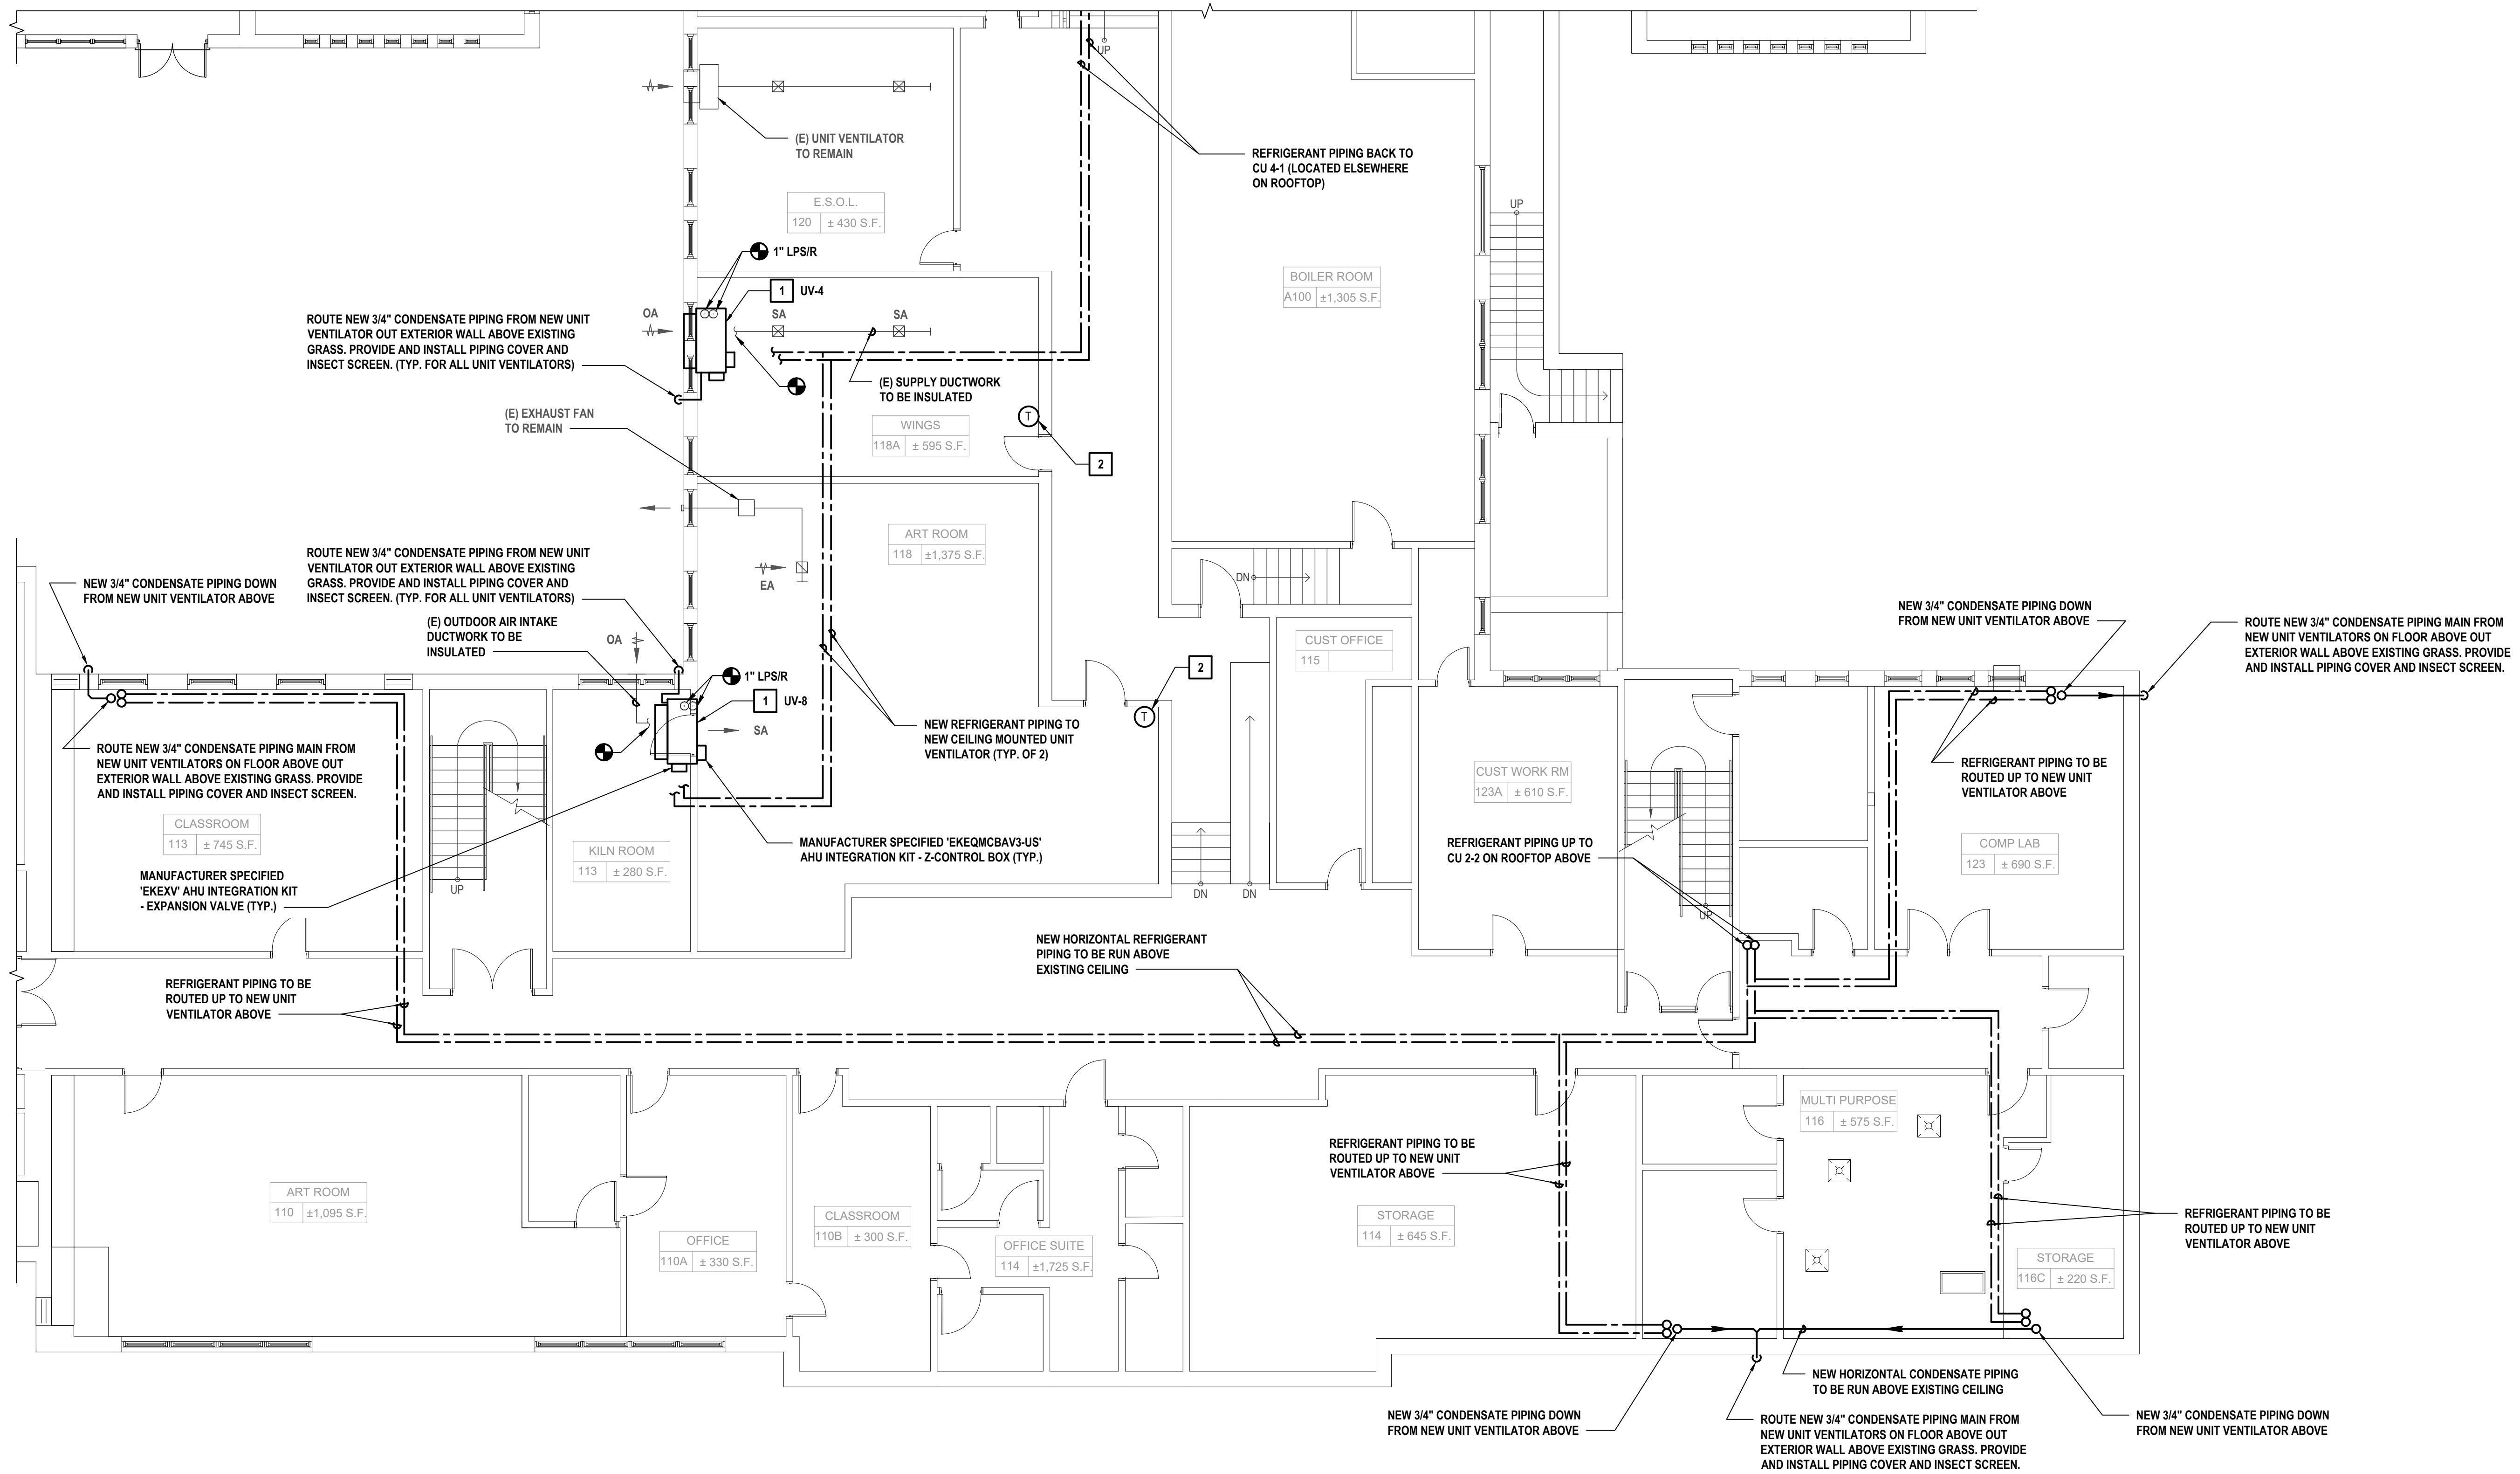 UP
(E) UNIT VENTILATOR
TO REMAIN
REFRIGERANT PIPING BACK TO
CU 4-1 (LOCATED ELSEWHERE
ON ROOFTOP)
E.S.O.L.
120 ± 430 S.F.
UP
1" LPS/R
BOILER ROOM
A100 ±1,305 S.F.
1 UV-4
OA
SA
SA
ROUTE NEW 3/4" CONDENSATE PIPING FROM NEW UNIT
VENTILATOR OUT EXTERIOR WALL ABOVE EXISTING
GRASS. PROVIDE AND INSTALL PIPING COVER AND
INSECT SCREEN. (TYP. FOR ALL UNIT VENTILATORS)
(E) SUPPLY DUCTWORK
TO BE INSULATED
(E) EXHAUST FAN
TO REMAIN
T
WINGS
118A ± 595 S.F.
2
ART ROOM
118 ±1,375 S.F.
EA
DN
ROUTE NEW 3/4" CONDENSATE PIPING FROM NEW UNIT
VENTILATOR OUT EXTERIOR WALL ABOVE EXISTING
GRASS. PROVIDE AND INSTALL PIPING COVER AND
INSECT SCREEN. (TYP. FOR ALL UNIT VENTILATORS)
NEW 3/4" CONDENSATE PIPING DOWN
FROM NEW UNIT VENTILATOR ABOVE
(E) OUTDOOR AIR INTAKE
DUCTWORK TO BE
INSULATED
OA
CUST OFFICE
115
NEW 3/4" CONDENSATE PIPING DOWN
FROM NEW UNIT VENTILATOR ABOVE
ROUTE NEW 3/4" CONDENSATE PIPING MAIN FROM
NEW UNIT VENTILATORS ON FLOOR ABOVE OUT
EXTERIOR WALL ABOVE EXISTING GRASS. PROVIDE
AND INSTALL PIPING COVER AND INSECT SCREEN.
1" LPS/R
1 UV-8
SA
2
T
NEW REFRIGERANT PIPING TO
NEW CEILING MOUNTED UNIT
VENTILATOR (TYP. OF 2)
ROUTE NEW 3/4" CONDENSATE PIPING MAIN FROM
NEW UNIT VENTILATORS ON FLOOR ABOVE OUT
EXTERIOR WALL ABOVE EXISTING GRASS. PROVIDE
AND INSTALL PIPING COVER AND INSECT SCREEN.
CUST WORK RM
123A ± 610 S.F.
REFRIGERANT PIPING TO BE
ROUTED UP TO NEW UNIT
VENTILATOR ABOVE
CLASSROOM
113 ± 745 S.F.
UP
KILN ROOM
113 ± 280 S.F.
MANUFACTURER SPECIFIED 'EKEQMCBAV3-US'
AHU INTEGRATION KIT - Z-CONTROL BOX (TYP.)
REFRIGERANT PIPING UP TO
CU 2-2 ON ROOFTOP ABOVE
COMP LAB
123 ± 690 S.F.
MANUFACTURER SPECIFIED
'EKEXV' AHU INTEGRATION KIT
- EXPANSION VALVE (TYP.)
DN
DN
UP
NEW HORIZONTAL REFRIGERANT
PIPING TO BE RUN ABOVE
EXISTING CEILING
REFRIGERANT PIPING TO BE
ROUTED UP TO NEW UNIT
VENTILATOR ABOVE
MULTI PURPOSE
116 ± 575 S.F.
REFRIGERANT PIPING TO BE
ROUTED UP TO NEW UNIT
VENTILATOR ABOVE
ART ROOM
110 ±1,095 S.F.
OFFICE
110A ± 330 S.F.
CLASSROOM
110B ± 300 S.F.
OFFICE SUITE
114 ±1,725 S.F.
STORAGE
114 ± 645 S.F.
REFRIGERANT PIPING TO BE
ROUTED UP TO NEW UNIT
VENTILATOR ABOVE
STORAGE
116C ± 220 S.F.
NEW HORIZONTAL CONDENSATE PIPING
TO BE RUN ABOVE EXISTING CEILING
NEW 3/4" CONDENSATE PIPING DOWN
FROM NEW UNIT VENTILATOR ABOVE
ROUTE NEW 3/4" CONDENSATE PIPING MAIN FROM
NEW UNIT VENTILATORS ON FLOOR ABOVE OUT
EXTERIOR WALL ABOVE EXISTING GRASS. PROVIDE
AND INSTALL PIPING COVER AND INSECT SCREEN.
NEW 3/4" CONDENSATE PIPING DOWN
FROM NEW UNIT VENTILATOR ABOVE